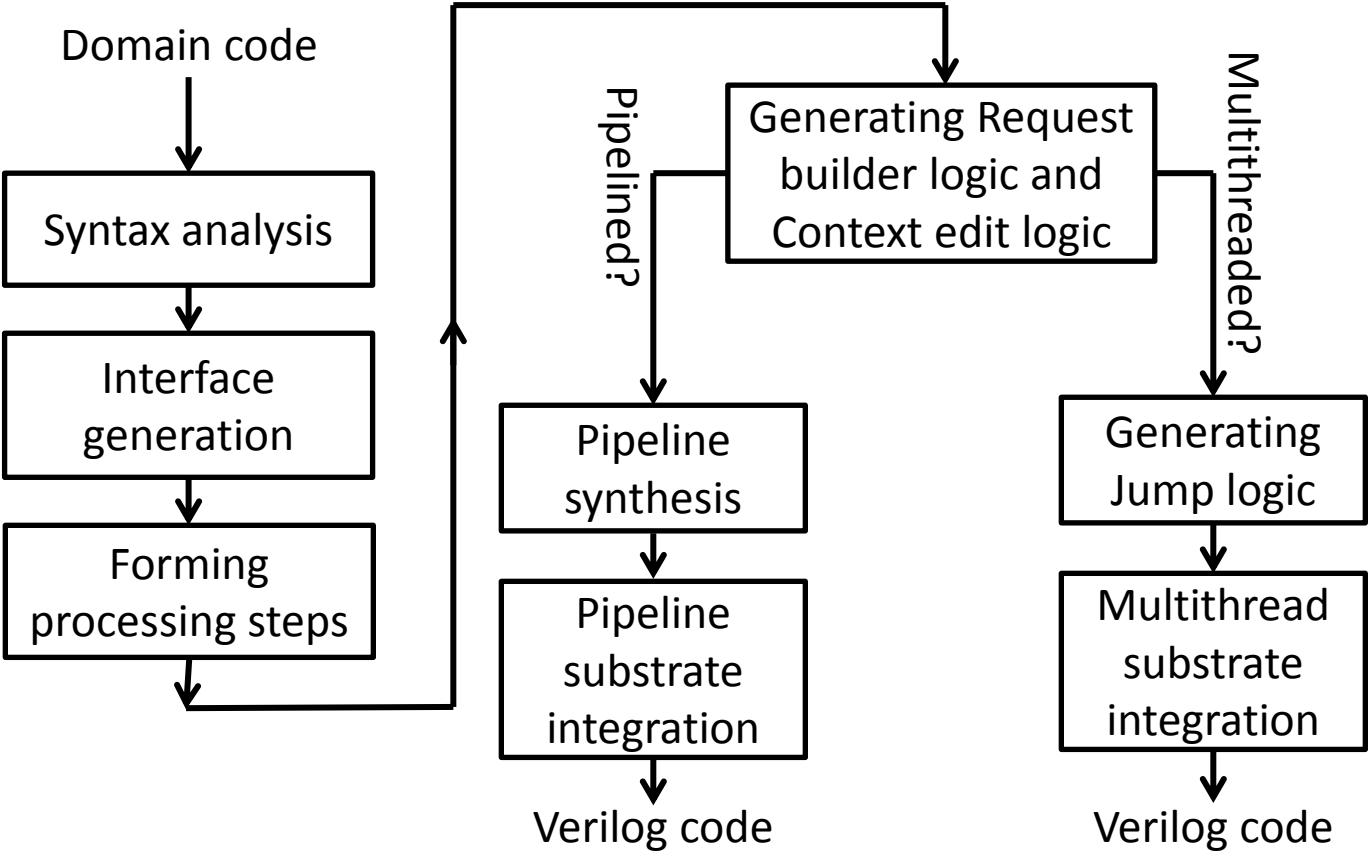 Domain code
Syntax analysis
Interface
generation
Forming
processing steps
Generating Request
builder logic and
Context edit logic
Pipelined?
Multithreaded?
Pipeline
synthesis
Pipeline
substrate
integration
Verilog code
Generating
Jump logic
Multithread
substrate
integration
Verilog code